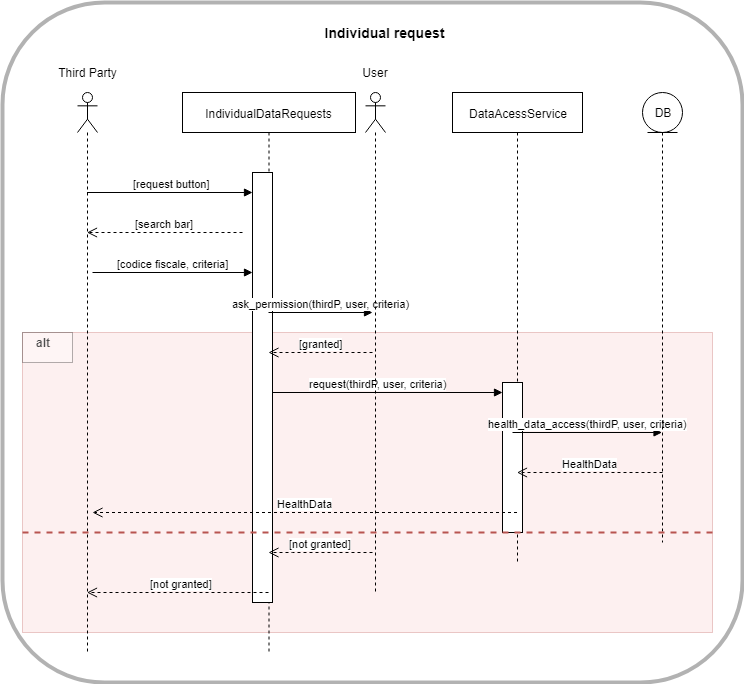 Individual request
Third Party
User
IndividualDataRequests
DataAcessService
DB
[request button]
[search bar]
[codice fiscale, criteria]
ask_permission(thirdP, user, criteria)
alt
[granted]
request(thirdP, user, criteria)
health_data_access(thirdP, user, criteria)
HealthData
HealthData
[not granted]
[not granted]